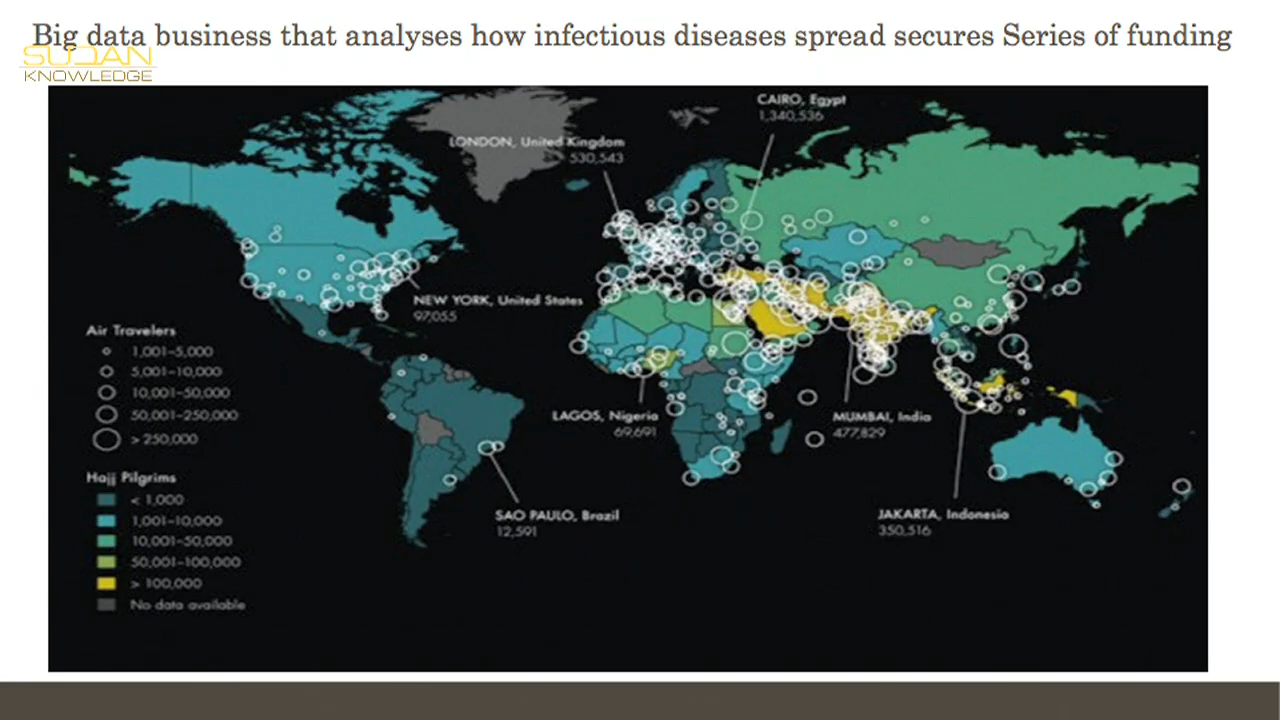 Big data business that analyses how infectious diseases spread secures Series of funding
SUDAN
KNOWLEDGE
CAIRO, Egypt
1,340,536
LONDON, United Kingdom
530,543
NEW YORK, United States
97,055
Air Travelers
1,001–5,000
5,001–10,000
10,001–50,000
50,001–250,000
> 250,000
LAGOS, Nigeria
69,691
MUMBAI, India
477,829
Hajj Pilgrims
< 1,000
1,001–10,000
10,001–50,000
50,001–100,000
> 100,000
No data available
SAO PAULO, Brazil
12,591
JAKARTA, Indonesia
350,516